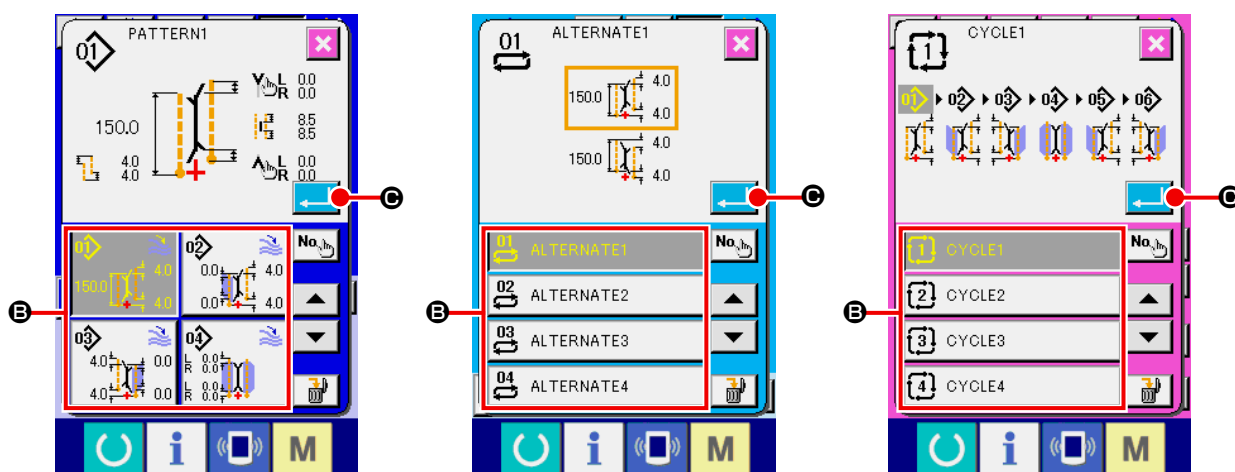 01 PATTERN1
L 0.0
R 0.0
150.0
8.5
8.5
4.0
4.0
L 0.0
R 0.0
C
B
01
150.0 4.0
4.0
02
0.0 4.0
0.0 4.0
03
4.0 0.0
4.0 0.0
04
L 0.0
R 0.0
L 0.0
R 0.0
No.
i
M
01 ALTERNATE1
150.0 4.0
4.0
150.0 4.0
4.0
C
B
01 ALTERNATE1
02 ALTERNATE2
03 ALTERNATE3
04 ALTERNATE4
No.
i
M
1 CYCLE1
01 02 03 04 05 06
C
B
1 CYCLE1
2 CYCLE2
3 CYCLE3
4 CYCLE4
No.
i
M